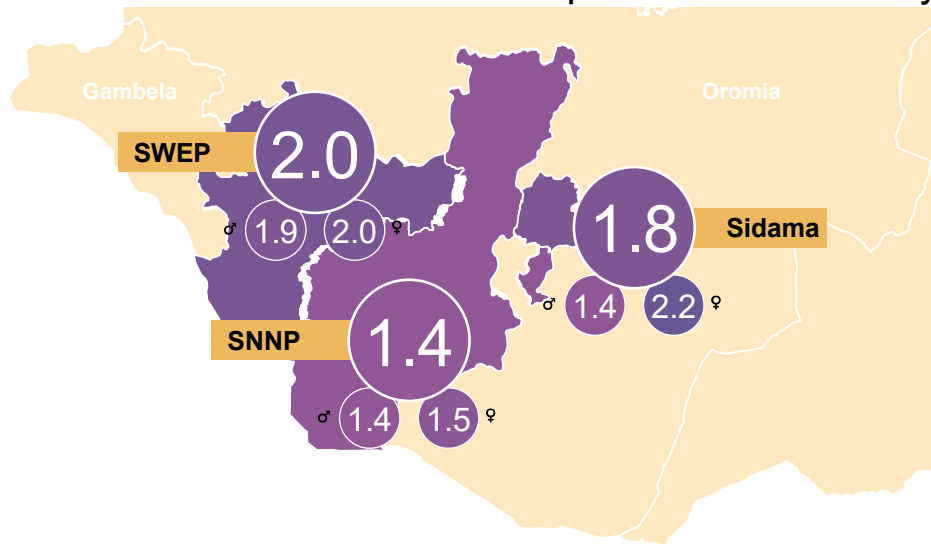 Gambela
Oromia
SWEP
2.0
♂ 1.9 2.0 ♀
1.8
Sidama
♂ 1.4 2.2 ♀
SNNP
1.4
♂ 1.4 1.5 ♀